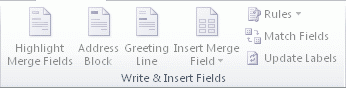 Highlight
Merge Fields
Address
Block
Greeting
Line
Insert Merge
Field
Rules
Match Fields
Update Labels
Write & Insert Fields